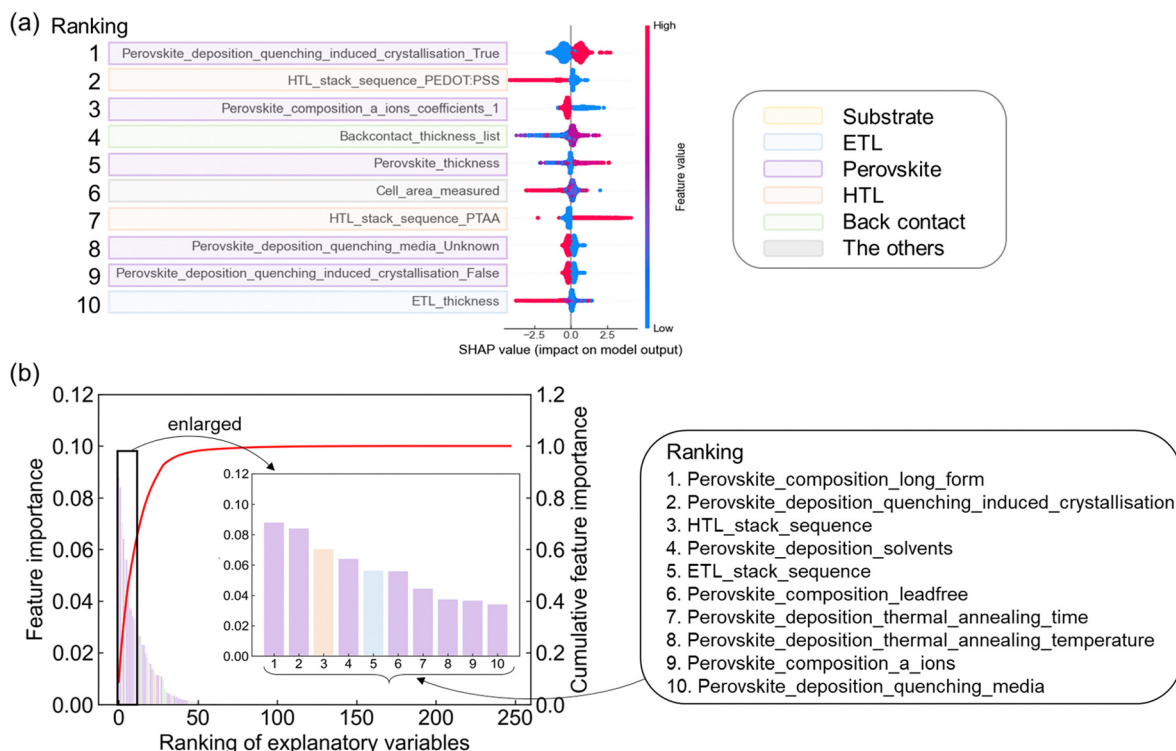 (a) Ranking
1 Perovskite_deposition_quenching_induced_crystallisation_True
2 HTL_stack_sequence_PEDOT:PSS
3 Perovskite_composition_a_ions_coefficients_1
4 Backcontact_thickness_list
5 Perovskite_thickness
6 Cell_area_measured
7 HTL_stack_sequence_PTAA
8 Perovskite_deposition_quenching_media_Unknown
9 Perovskite_deposition_quenching_induced_crystallisation_False
10 ETL_thickness
−2.5 0.0 2.5
SHAP value (impact on model output)
High
Feature value
Low
Substrate
ETL
Perovskite
HTL
Back contact
The others
(b)
Feature importance
0.12
0.10
0.08
0.06
0.04
0.02
0.00
0 50 100 150 200 250
Ranking of explanatory variables
1.2
1.0
0.8
0.6
0.4
0.2
0.0
Cumulative feature importance
enlarged
0.12
0.10
0.08
0.06
0.04
0.02
0.00
1 2 3 4 5 6 7 8 9 10
Ranking
1. Perovskite_composition_long_form
2. Perovskite_deposition_quenching_induced_crystallisation
3. HTL_stack_sequence
4. Perovskite_deposition_solvents
5. ETL_stack_sequence
6. Perovskite_composition_leadfree
7. Perovskite_deposition_thermal_annealing_time
8. Perovskite_deposition_thermal_annealing_temperature
9. Perovskite_composition_a_ions
10. Perovskite_deposition_quenching_media